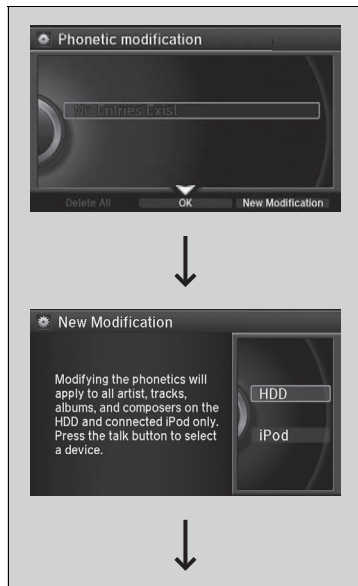 Phonetic modification
No Entries Exist
Delete All OK New Modification
New Modification
Modifying the phonetics will
apply to all artist, tracks,
albums, and composers on the
HDD and connected iPod only.
Press the talk button to select
a device.
HDD
iPod